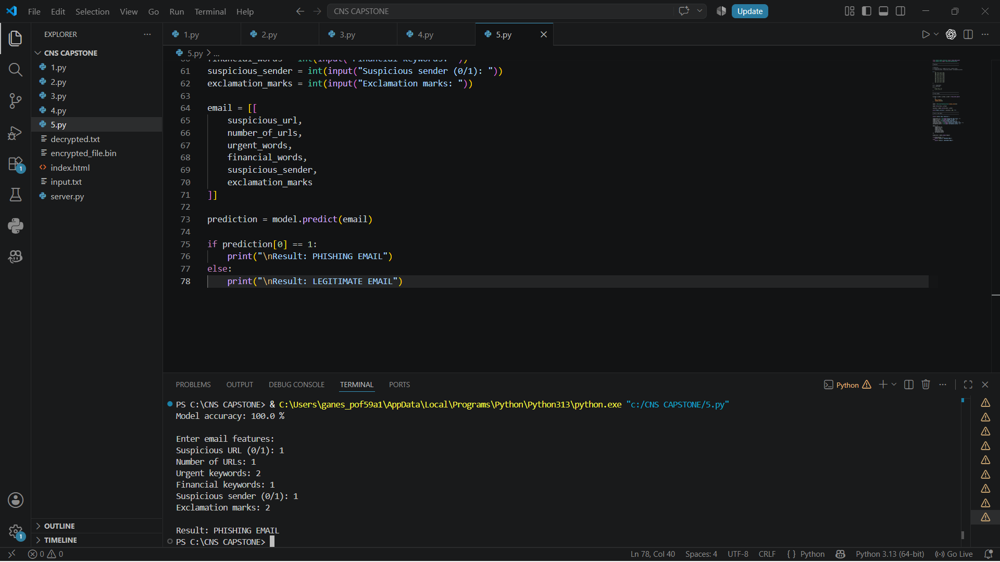 File Edit Selection View Go Run Terminal Help
CNS CAPSTONE
Update
EXPLORER
CNS CAPSTONE
1.py
2.py
3.py
4.py
5.py
decrypted.txt
encrypted_file.bin
index.html
input.txt
server.py
OUTLINE
TIMELINE
1
1
1.py 2.py 3.py 4.py 5.py
5.py > ...
61 suspicious_sender = int(input("Suspicious sender (0/1): "))
62 exclamation_marks = int(input("Exclamation marks: "))
63
64 email = [[
65 suspicious_url,
66 number_of_urls,
67 urgent_words,
68 financial_words,
69 suspicious_sender,
70 exclamation_marks
71 ]]
72
73 prediction = model.predict(email)
74
75 if prediction[0] == 1:
76 print("\nResult: PHISHING EMAIL")
77 else:
78 print("\nResult: LEGITIMATE EMAIL")
PROBLEMS OUTPUT DEBUG CONSOLE TERMINAL PORTS
Python
PS C:\CNS CAPSTONE> & C:\Users\ganes_pof59a1\AppData\Local\Programs\Python\Python313\python.exe "c:/CNS CAPSTONE/5.py"
Model accuracy: 100.0 %
Enter email features:
Suspicious URL (0/1): 1
Number of URLs: 1
Urgent keywords: 2
Financial keywords: 1
Suspicious sender (0/1): 1
Exclamation marks: 2
Result: PHISHING EMAIL
PS C:\CNS CAPSTONE>
0 0
Ln 78, Col 40 Spaces: 4 UTF-8 CRLF { } Python Python 3.13 (64-bit) Go Live